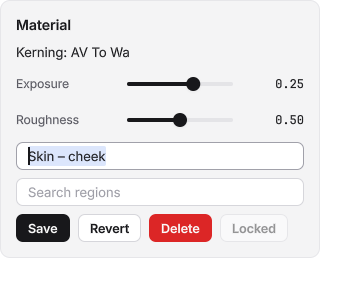 Material
Kerning: AV To Wa
Exposure 0.25
Roughness 0.50
Skin – cheek
Search regions
Save Revert Delete Locked